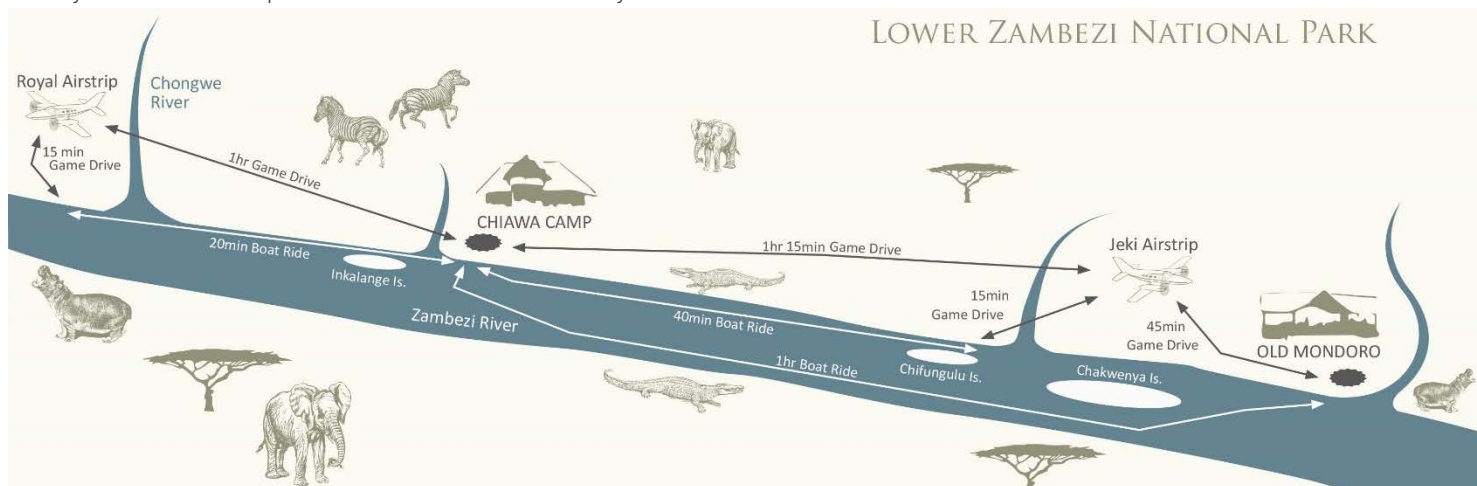 LOWER ZAMBEZI NATIONAL PARK
Royal Airstrip
Chongwe
River
15 min
Game Drive
1hr Game Drive
CHIAWA CAMP
20min Boat Ride
Inkalange Is.
1hr 15min Game Drive
Jeki Airstrip
Zambezi River
40min Boat Ride
15min
Game Drive
45min
Game Drive
OLD MONDORO
1hr Boat Ride
Chifungulu Is.
Chakwenya Is.